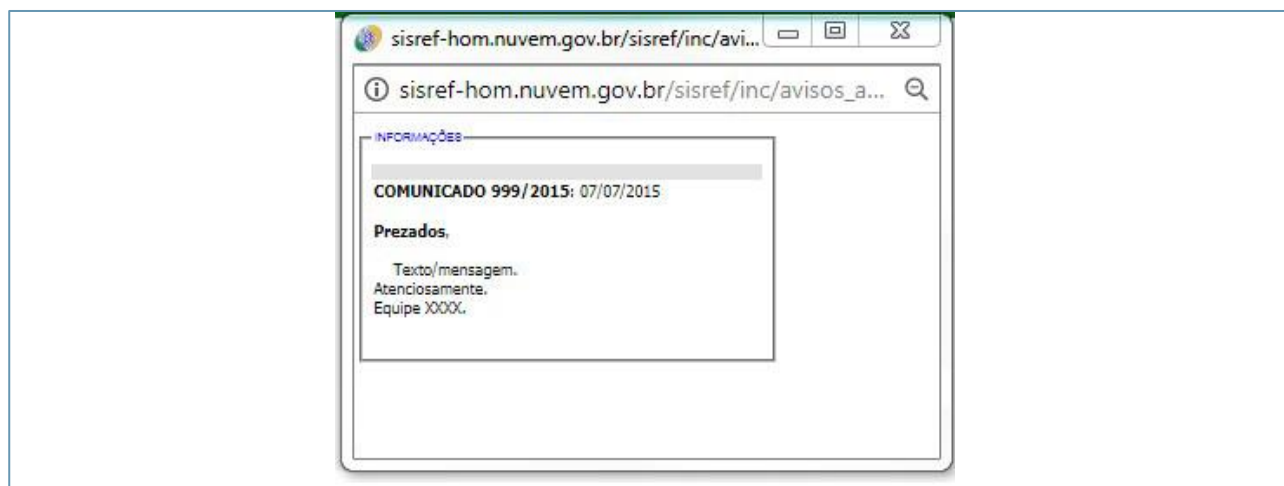 sisref-hom.nuvem.gov.br/sisref/inc/avi...
sisref-hom.nuvem.gov.br/sisref/inc/avisos_a...
INFORMAÇÕES
COMUNICADO 999/2015: 07/07/2015
Prezados,
Texto/mensagem.
Atenciosamente,
Equipe XXXX.